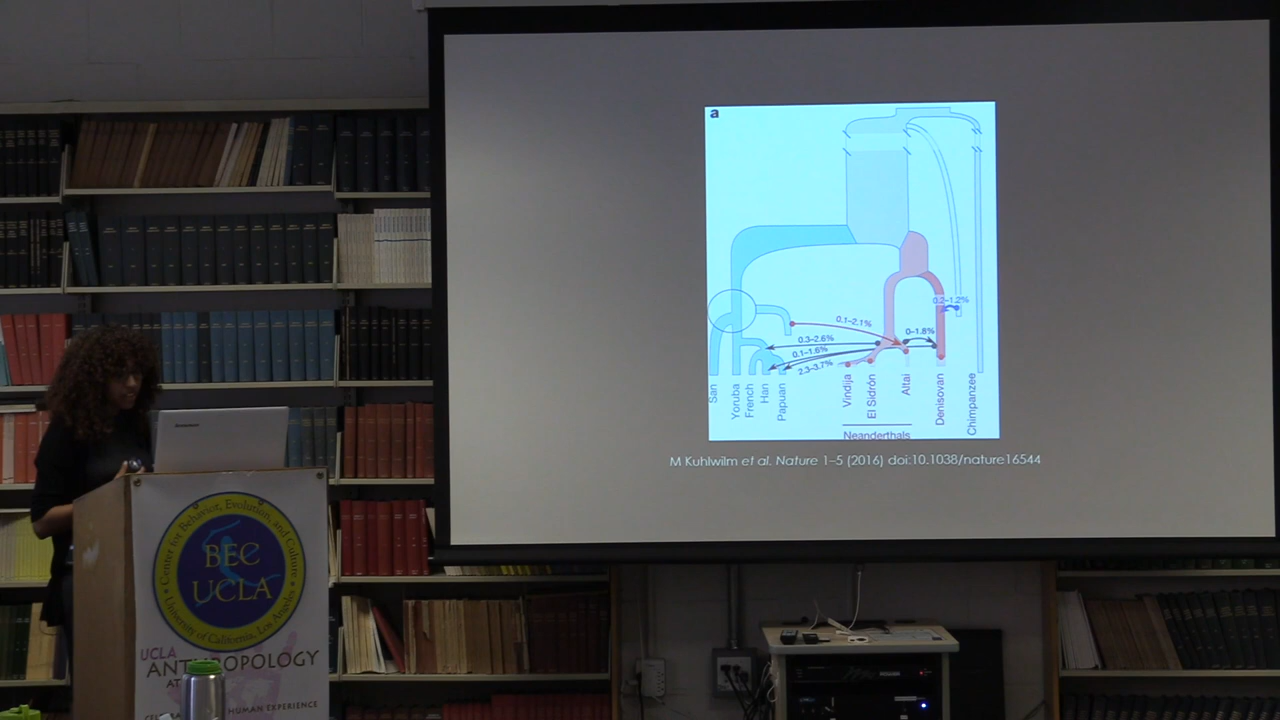 a
0.2–1.2%
0.1–2.1%
0–1.8%
0.3–2.6%
0.1–1.6%
2.3–3.7%
San
Yoruba
French
Han
Papuan
Vindija
El Sidrón
Altai
Denisovan
Chimpanzee
Neanderthals
M Kuhlwilm et al. Nature 1–5 (2016) doi:10.1038/nature16544
Center for Behavior, Evolution, and Culture
BEC
UCLA
University of California, Los Angeles
UCLA
ANTHROPOLOGY
AT
HUMAN EXPERIENCE